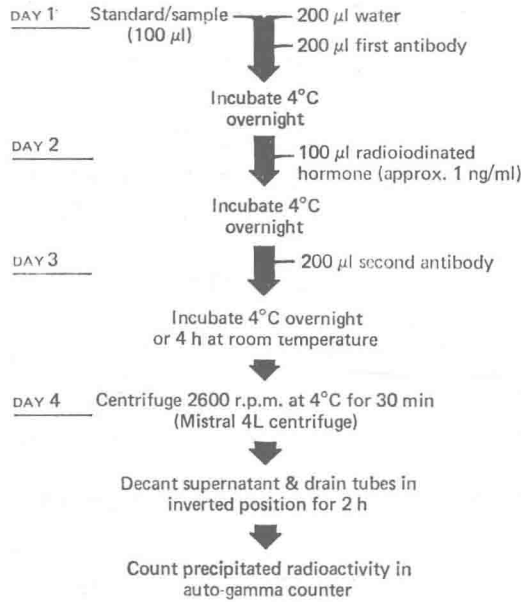 DAY 1 Standard/sample 200 µl water
(100 µl) 200 µl first antibody
Incubate 4°C
overnight
DAY 2
100 µl radioiodinated
hormone (approx. 1 ng/ml)
Incubate 4°C
overnight
DAY 3
200 µl second antibody
Incubate 4°C overnight
or 4 h at room temperature
DAY 4 Centrifuge 2600 r.p.m. at 4°C for 30 min
(Mistral 4L centrifuge)
Decant supernatant & drain tubes in
inverted position for 2 h
Count precipitated radioactivity in
auto-gamma counter